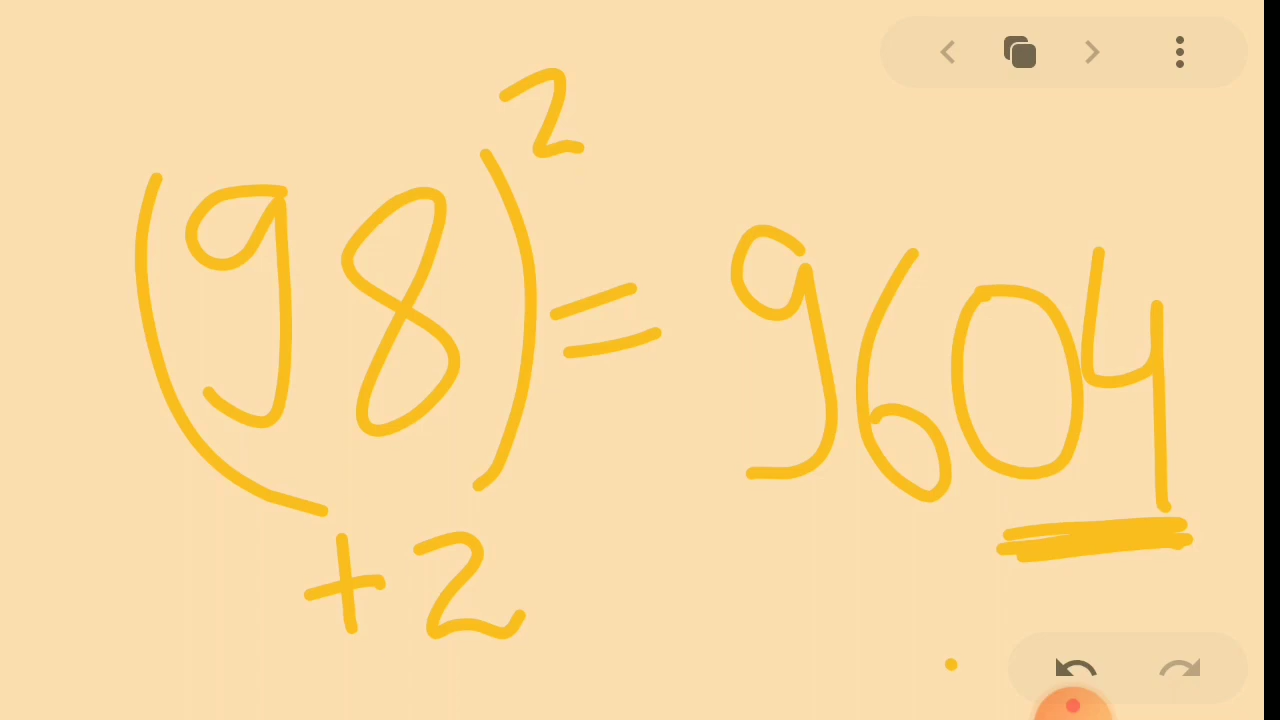 (98)² = 9604
+2